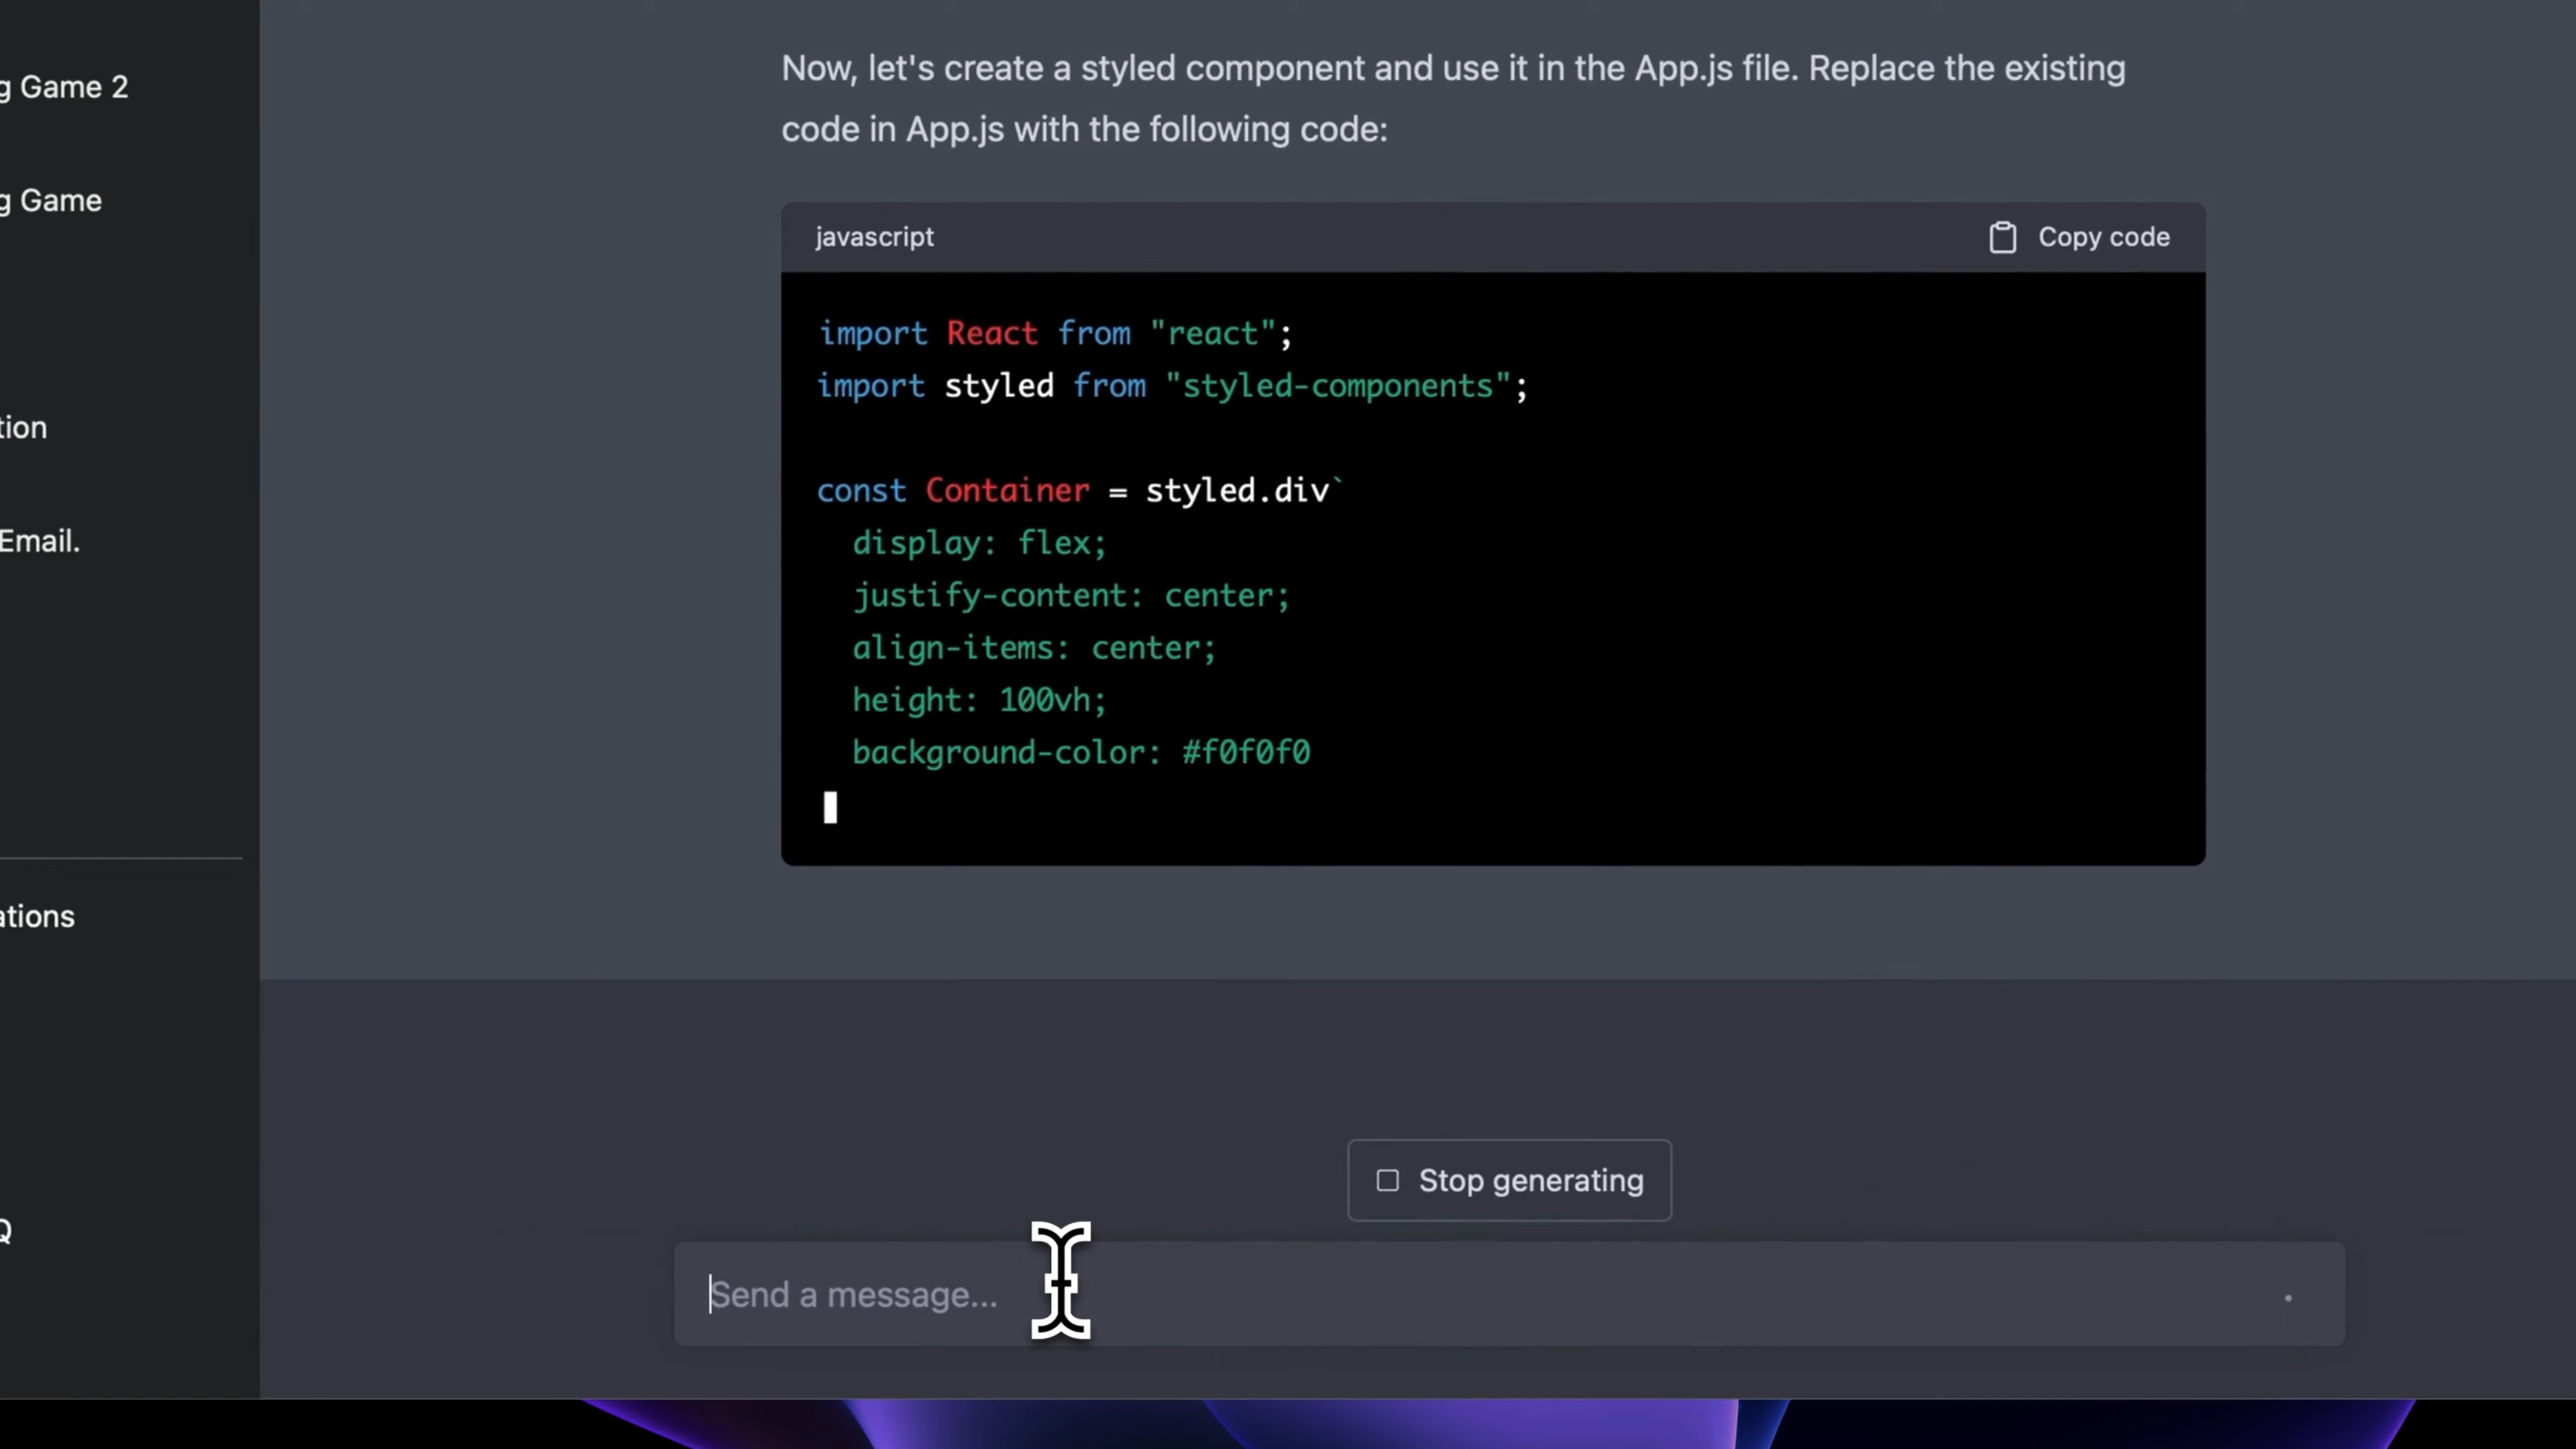 g Game 2
g Game
tion
Email.
ations
Q
Now, let's create a styled component and use it in the App.js file. Replace the existing
code in App.js with the following code:
javascript
Copy code
import React from "react";
import styled from "styled-components";
const Container = styled.div`
display: flex;
justify-content: center;
align-items: center;
height: 100vh;
background-color: #f0f0f0
Stop generating
Send a message...